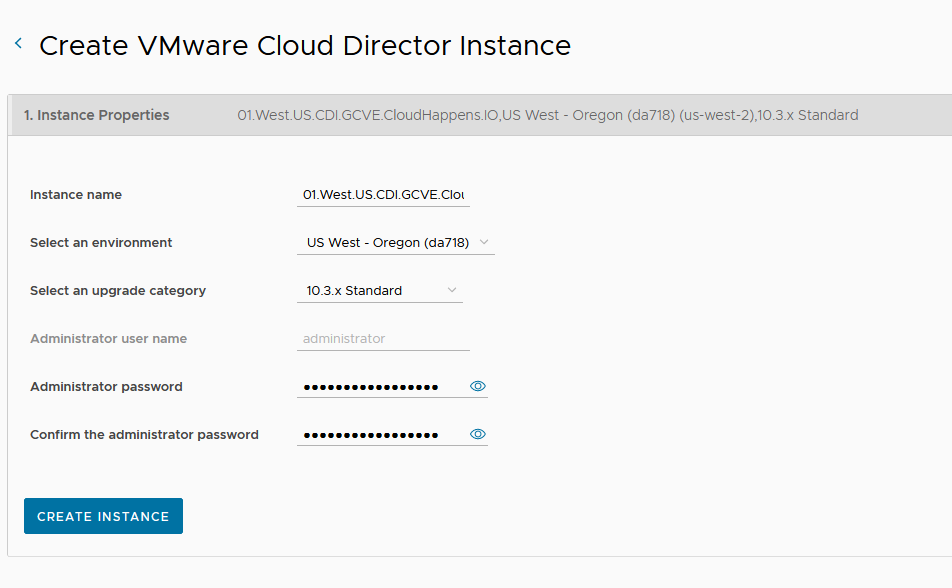 Create VMware Cloud Director Instance
1. Instance Properties 01.West.US.CDI.GCVE.CloudHappens.IO,US West - Oregon (da718) (us-west-2),10.3.x Standard
Instance name 01.West.US.CDI.GCVE.Clou
Select an environment US West - Oregon (da718)
Select an upgrade category 10.3.x Standard
Administrator user name administrator
Administrator password •••••••••••••••••
Confirm the administrator password •••••••••••••••••
CREATE INSTANCE